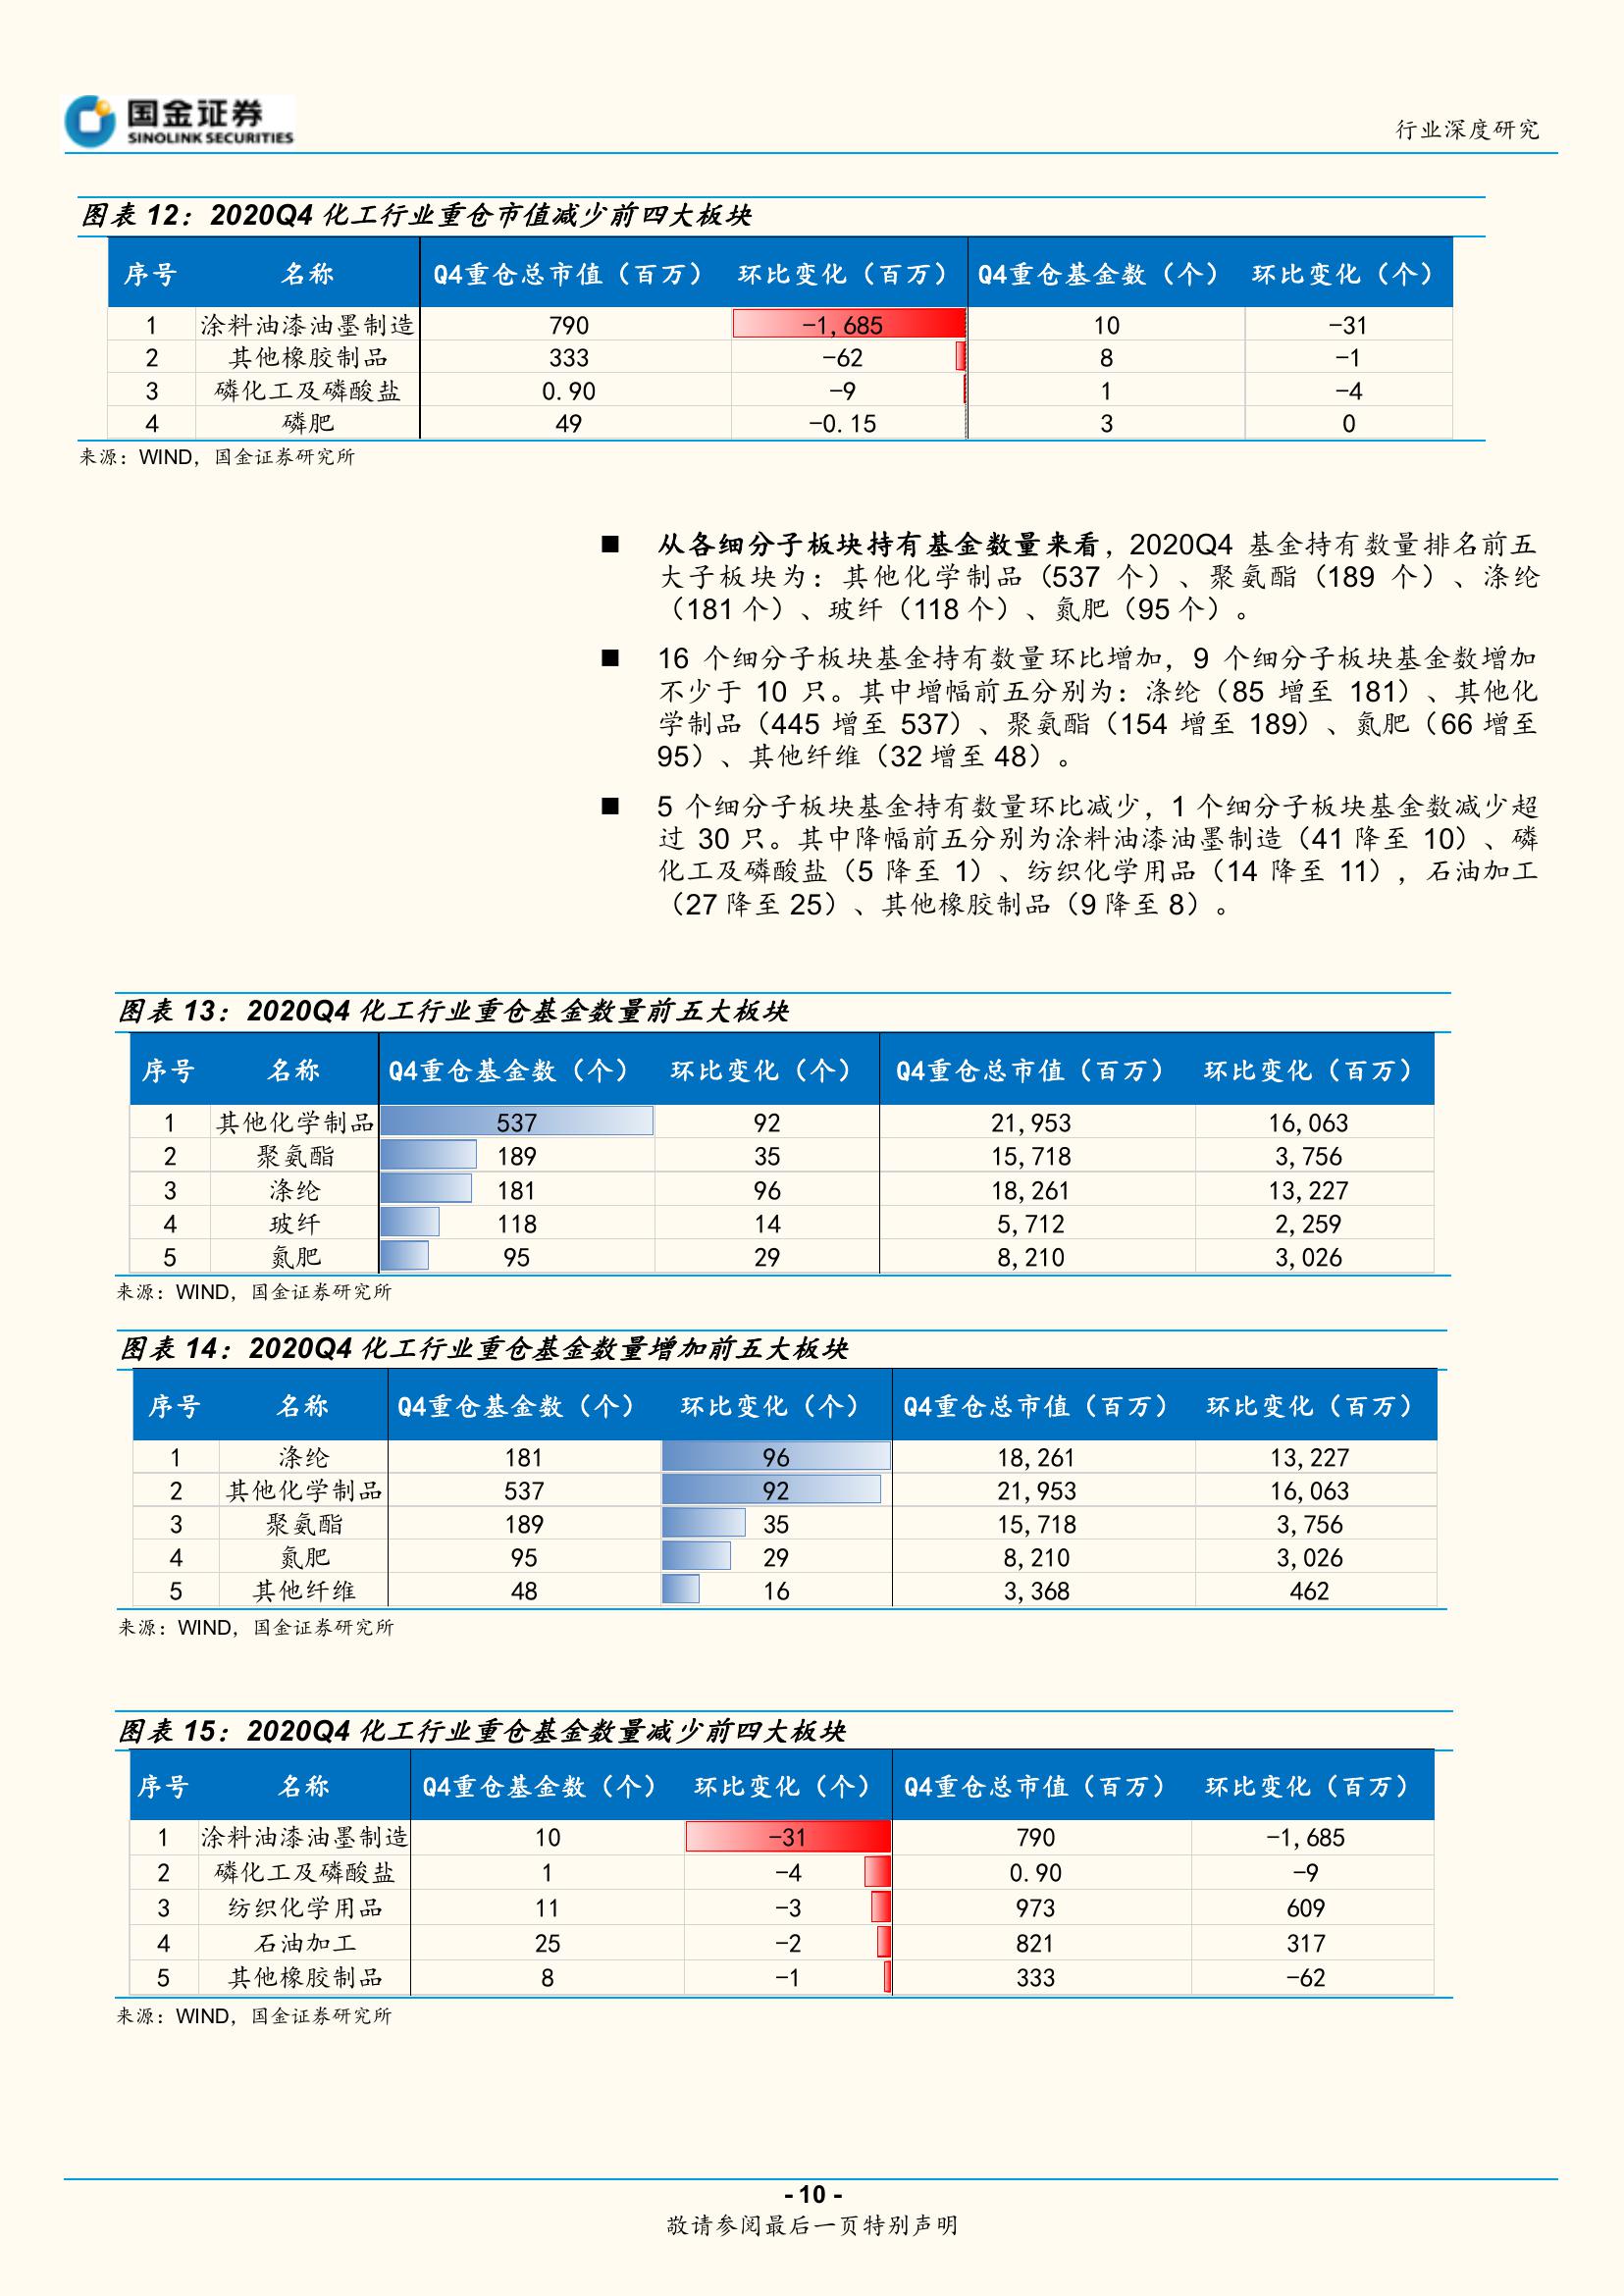 国金证券
SINOLINK SECURITIES
行业深度研究
图表 12：2020Q4 化工行业重仓市值减少前四大板块
序号 名称 Q4重仓总市值（百万） 环比变化（百万） Q4重仓基金数（个） 环比变化（个）
1 涂料油漆油墨制造 790 -1,685 10 -31
2 其他橡胶制品 333 -62 8 -1
3 磷化工及磷酸盐 0.90 -9 1 -4
4 磷肥 49 -0.15 3 0
来源：WIND，国金证券研究所
■ 从各细分子板块持有基金数量来看，2020Q4 基金持有数量排名前五
大子板块为：其他化学制品（537 个）、聚氨酯（189 个）、涤纶
（181 个）、玻纤（118 个）、氮肥（95 个）。
■ 16 个细分子板块基金持有数量环比增加，9 个细分子板块基金数增加
不少于 10 只。其中增幅前五分别为：涤纶（85 增至 181）、其他化
学制品（445 增至 537）、聚氨酯（154 增至 189）、氮肥（66 增至
95）、其他纤维（32 增至 48）。
■ 5 个细分子板块基金持有数量环比减少，1 个细分子板块基金数减少超
过 30 只。其中降幅前五分别为涂料油漆油墨制造（41 降至 10）、磷
化工及磷酸盐（5 降至 1）、纺织化学用品（14 降至 11），石油加工
（27 降至 25）、其他橡胶制品（9 降至 8）。
图表 13：2020Q4 化工行业重仓基金数量前五大板块
序号 名称 Q4重仓基金数（个） 环比变化（个） Q4重仓总市值（百万） 环比变化（百万）
1 其他化学制品 537 92 21,953 16,063
2 聚氨酯 189 35 15,718 3,756
3 涤纶 181 96 18,261 13,227
4 玻纤 118 14 5,712 2,259
5 氮肥 95 29 8,210 3,026
来源：WIND，国金证券研究所
图表 14：2020Q4 化工行业重仓基金数量增加前五大板块
序号 名称 Q4重仓基金数（个） 环比变化（个） Q4重仓总市值（百万） 环比变化（百万）
1 涤纶 181 96 18,261 13,227
2 其他化学制品 537 92 21,953 16,063
3 聚氨酯 189 35 15,718 3,756
4 氮肥 95 29 8,210 3,026
5 其他纤维 48 16 3,368 462
来源：WIND，国金证券研究所
图表 15：2020Q4 化工行业重仓基金数量减少前四大板块
序号 名称 Q4重仓基金数（个） 环比变化（个） Q4重仓总市值（百万） 环比变化（百万）
1 涂料油漆油墨制造 10 -31 790 -1,685
2 磷化工及磷酸盐 1 -4 0.90 -9
3 纺织化学用品 11 -3 973 609
4 石油加工 25 -2 821 317
5 其他橡胶制品 8 -1 333 -62
来源：WIND，国金证券研究所
- 10 -
敬请参阅最后一页特别声明